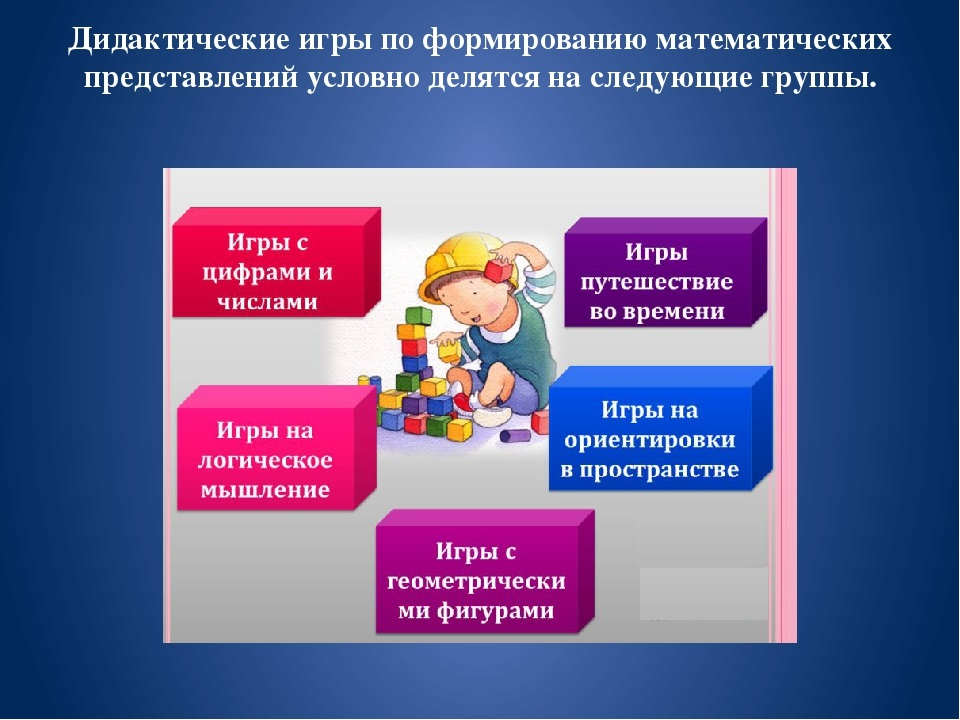 Дидактические игры по формированию математических
представлений условно делятся на следующие группы.
Игры с
цифрами и
числами
Игры
путешествие
во времени
Игры на
логическое
мышление
Игры на
ориентировки
в пространстве
Игры с
геометрически
ми фигурами